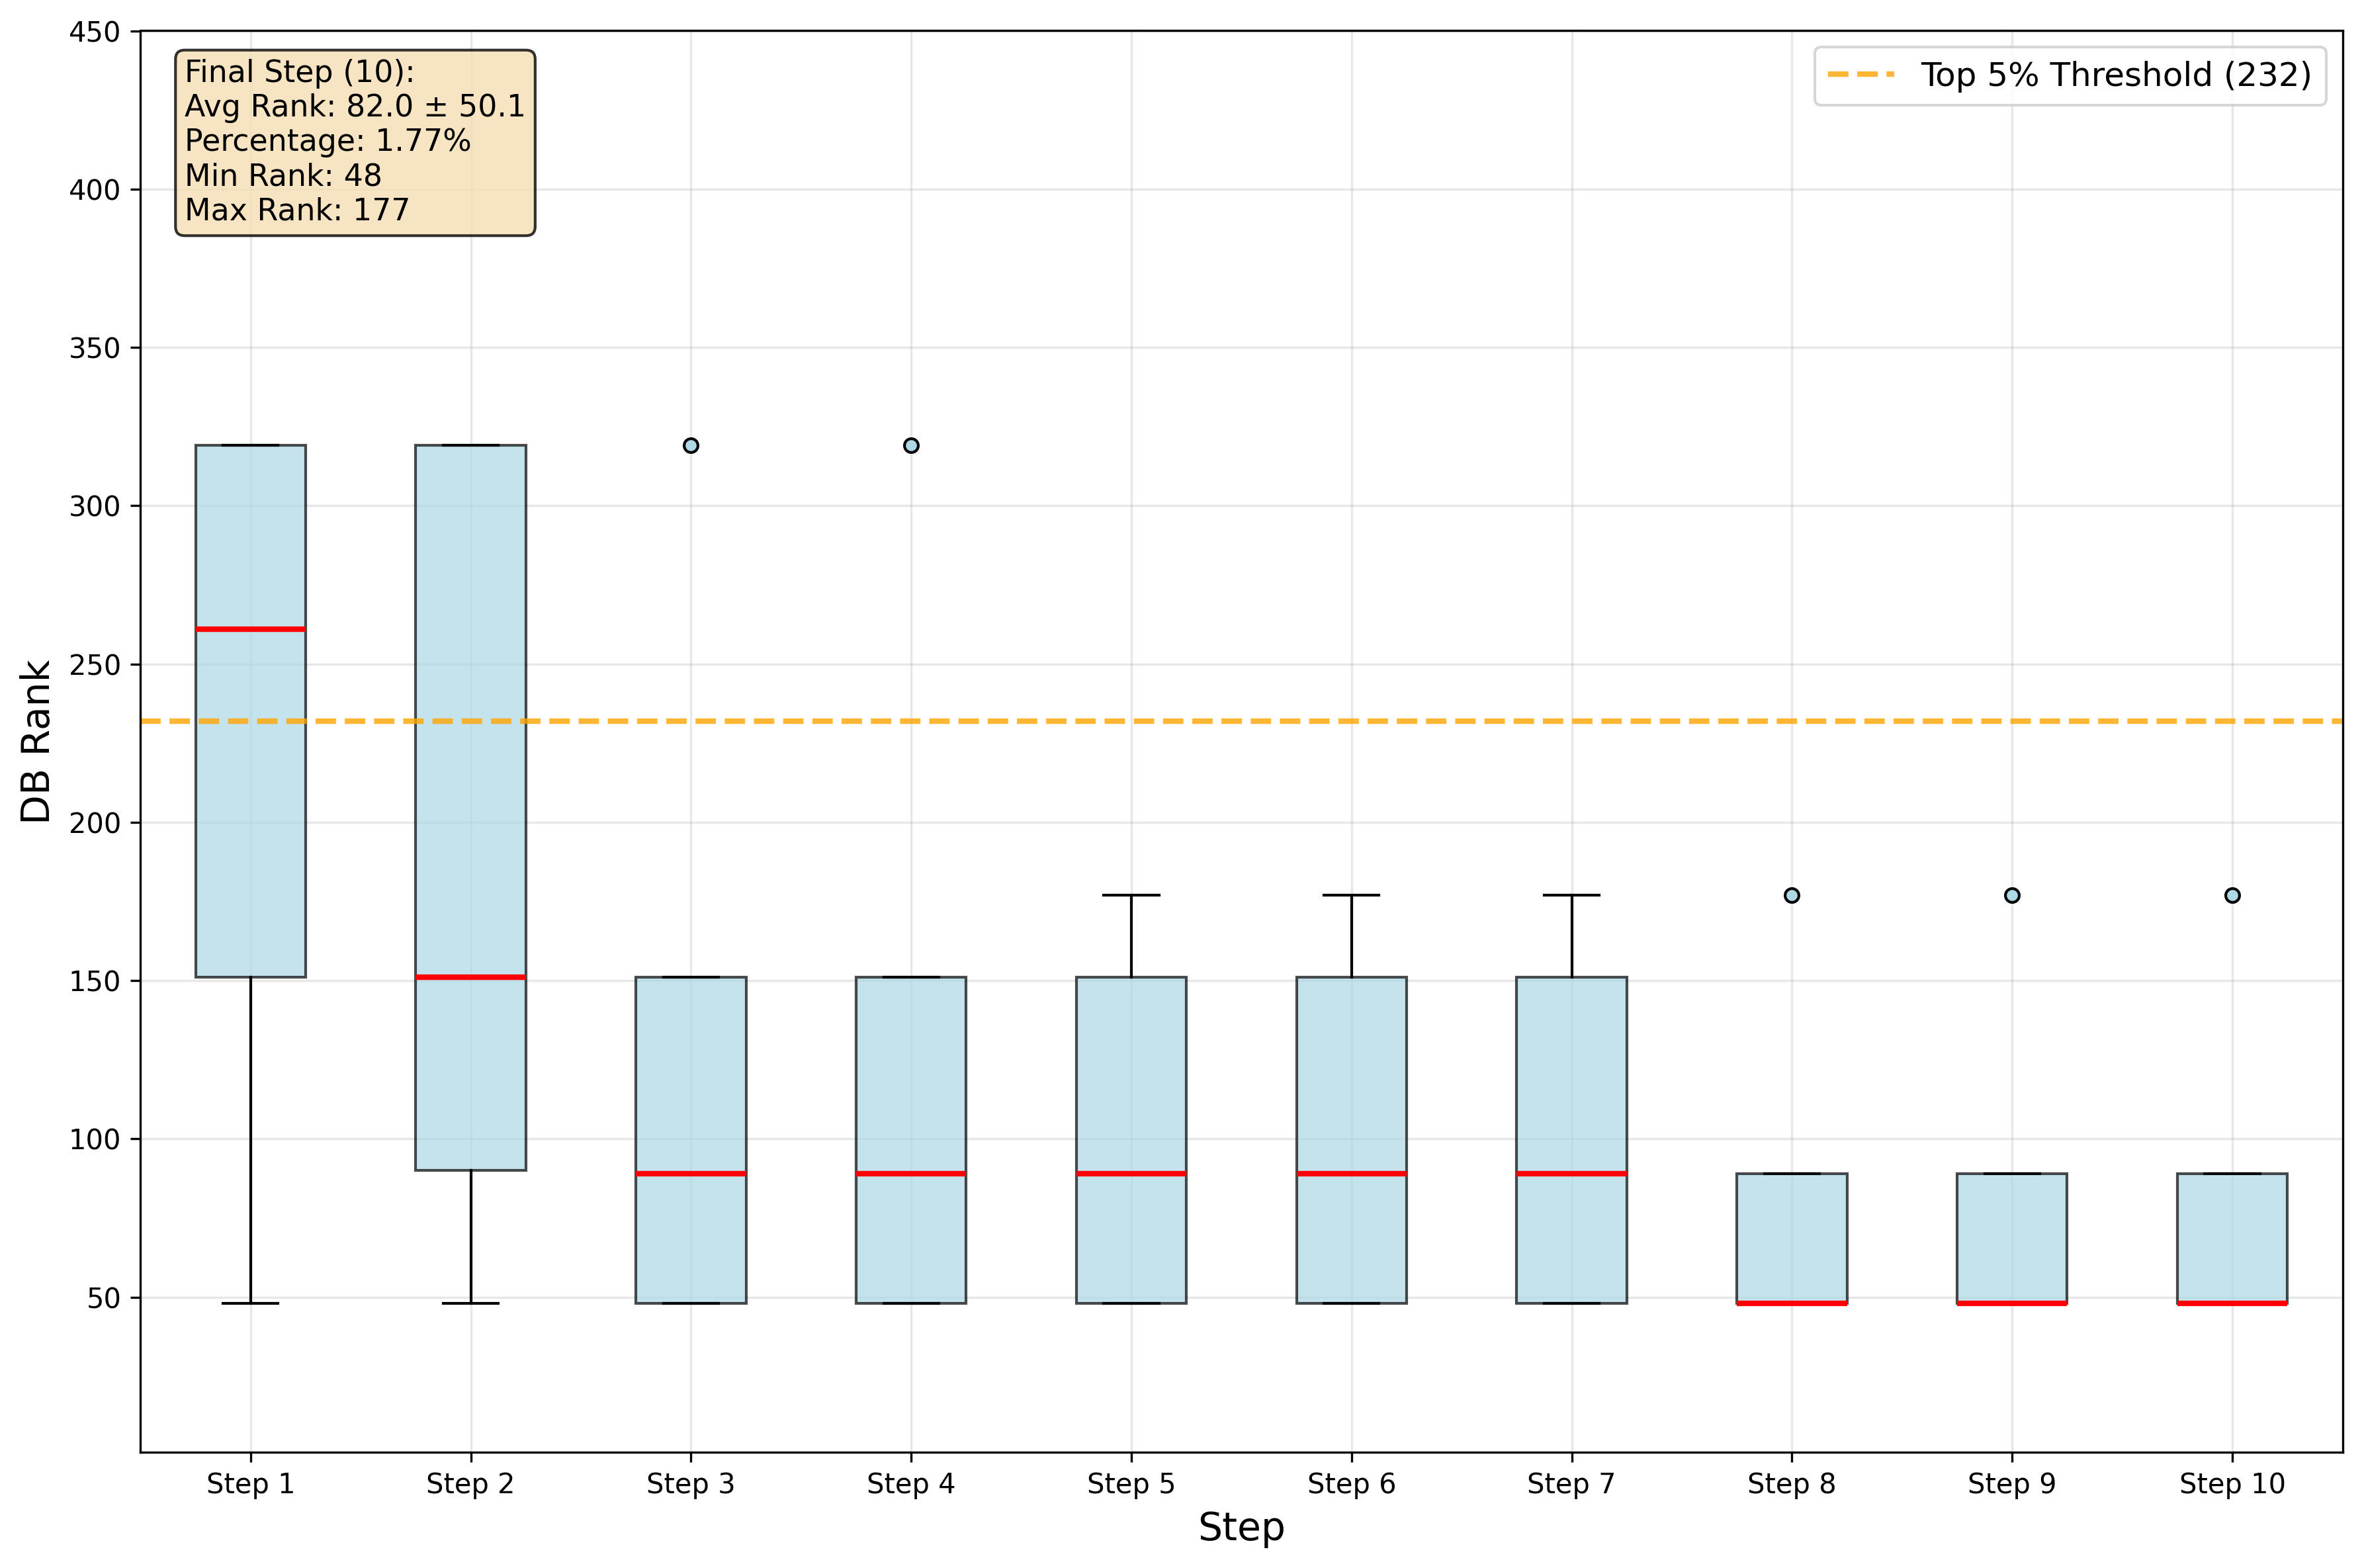 450
400
350
300
250
200
150
100
50
DB Rank
Final Step (10):
Avg Rank: 82.0 ± 50.1
Percentage: 1.77%
Min Rank: 48
Max Rank: 177
Top 5% Threshold (232)
Step 1 Step 2 Step 3 Step 4 Step 5 Step 6 Step 7 Step 8 Step 9 Step 10
Step